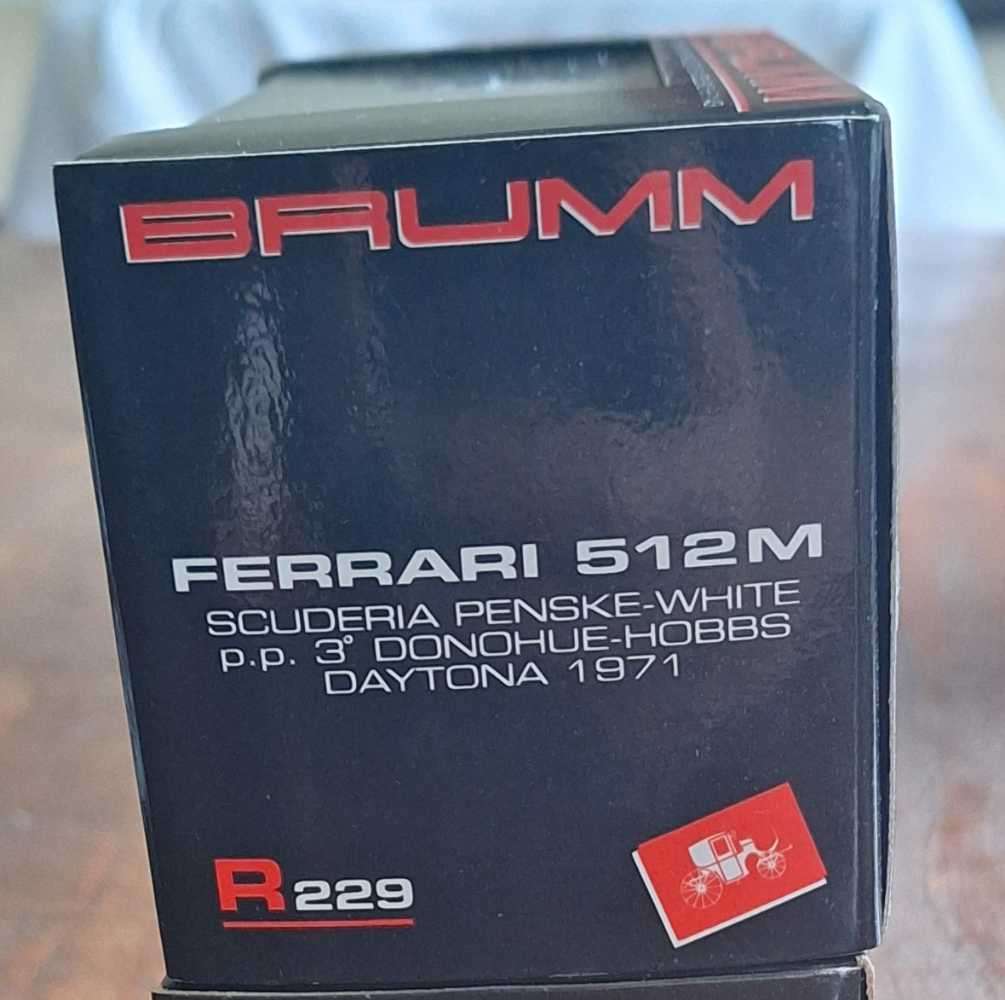 BRUMM
FERRARI 512M
SCUDERIA PENSKE-WHITE
p.p. 3° DONOHUE-HOBBS
DAYTONA 1971
R229